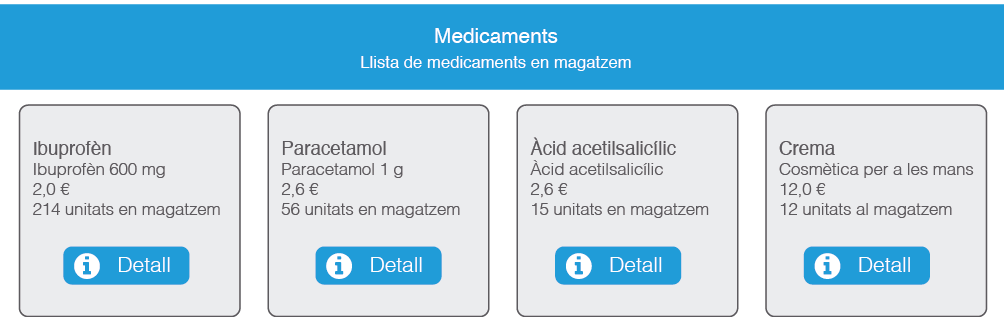 Medicaments
Llista de medicaments en magatzem
Ibuprofèn
Ibuprofèn 600 mg
2,0 €
214 unitats en magatzem
Detall
Paracetamol
Paracetamol 1 g
2,6 €
56 unitats en magatzem
Detall
Àcid acetilsalicílic
Àcid acetilsalicílic
2,6 €
15 unitats en magatzem
Detall
Crema
Cosmètica per a les mans
12,0 €
12 unitats al magatzem
Detall